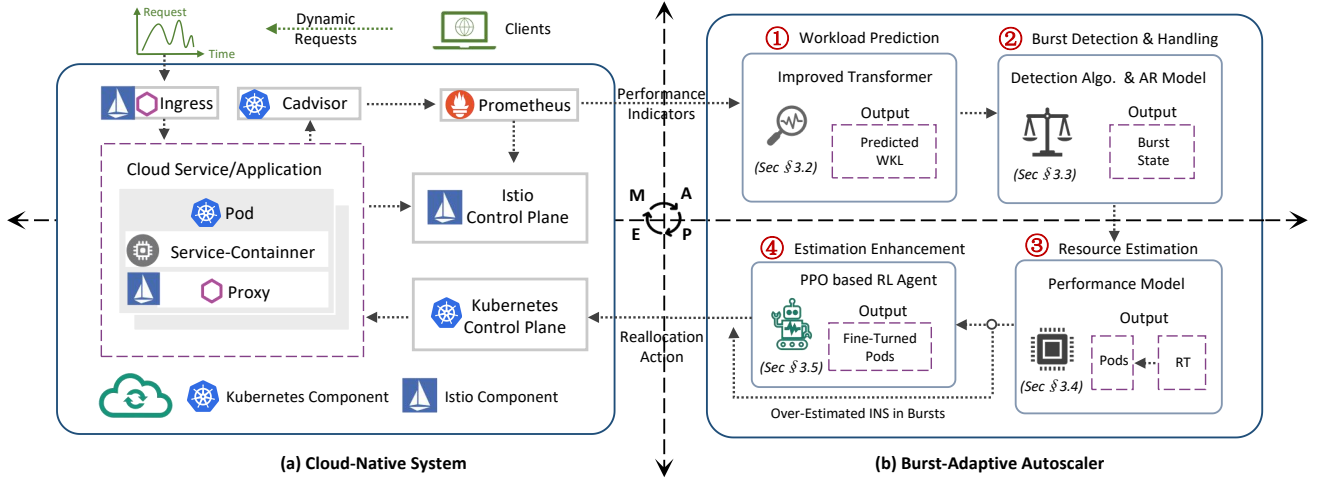 Request
Time
Dynamic
Requests
Clients
Ingress
Cadvisor
Prometheus
Cloud Service/Application
Pod
Service-Containner
Proxy
Istio
Control Plane
Kubernetes
Control Plane
Kubernetes Component
Istio Component
(a) Cloud-Native System
Performance
Indicators
M
A
E
P
Reallocation
Action
① Workload Prediction
Improved Transformer
Output
Predicted
WKL
(Sec § 3.2)
② Burst Detection & Handling
Detection Algo. & AR Model
Output
Burst
State
(Sec § 3.3)
④ Estimation Enhancement
PPO based RL Agent
Output
Fine-Turned
Pods
(Sec § 3.5)
③ Resource Estimation
Performance Model
Output
Pods
RT
(Sec § 3.4)
Over-Estimated INS in Bursts
(b) Burst-Adaptive Autoscaler